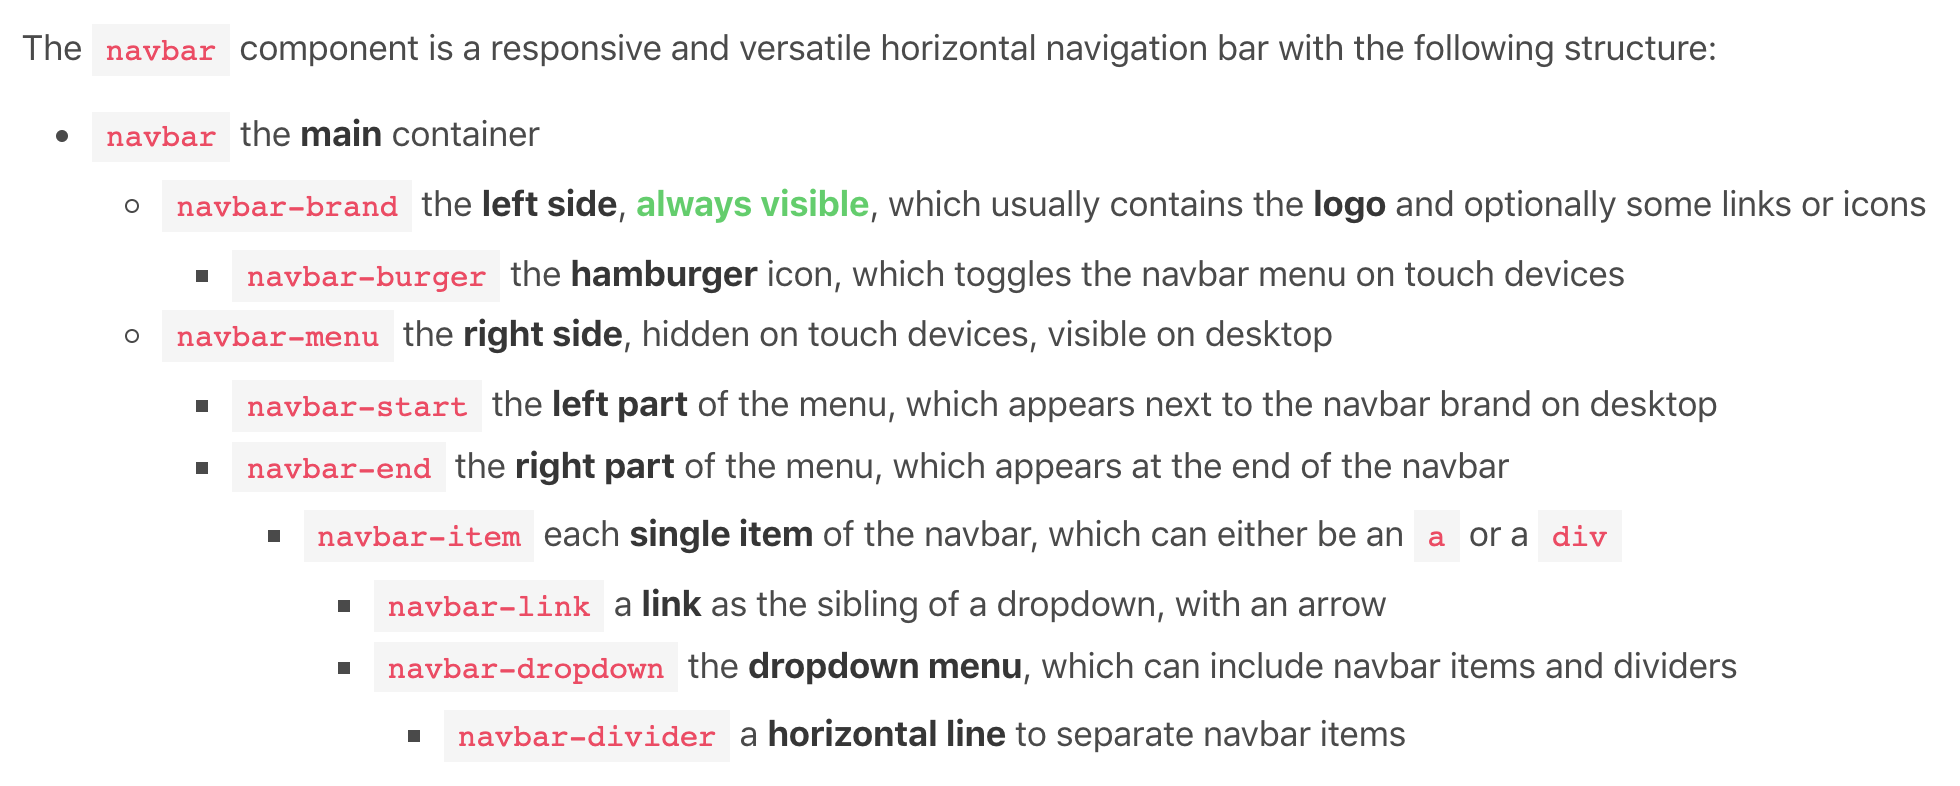 The navbar component is a responsive and versatile horizontal navigation bar with the following structure:
navbar the main container
navbar-brand the left side, always visible, which usually contains the logo and optionally some links or icons
navbar-burger the hamburger icon, which toggles the navbar menu on touch devices
navbar-menu the right side, hidden on touch devices, visible on desktop
navbar-start the left part of the menu, which appears next to the navbar brand on desktop
navbar-end the right part of the menu, which appears at the end of the navbar
navbar-item each single item of the navbar, which can either be an a or a div
navbar-link a link as the sibling of a dropdown, with an arrow
navbar-dropdown the dropdown menu, which can include navbar items and dividers
navbar-divider a horizontal line to separate navbar items